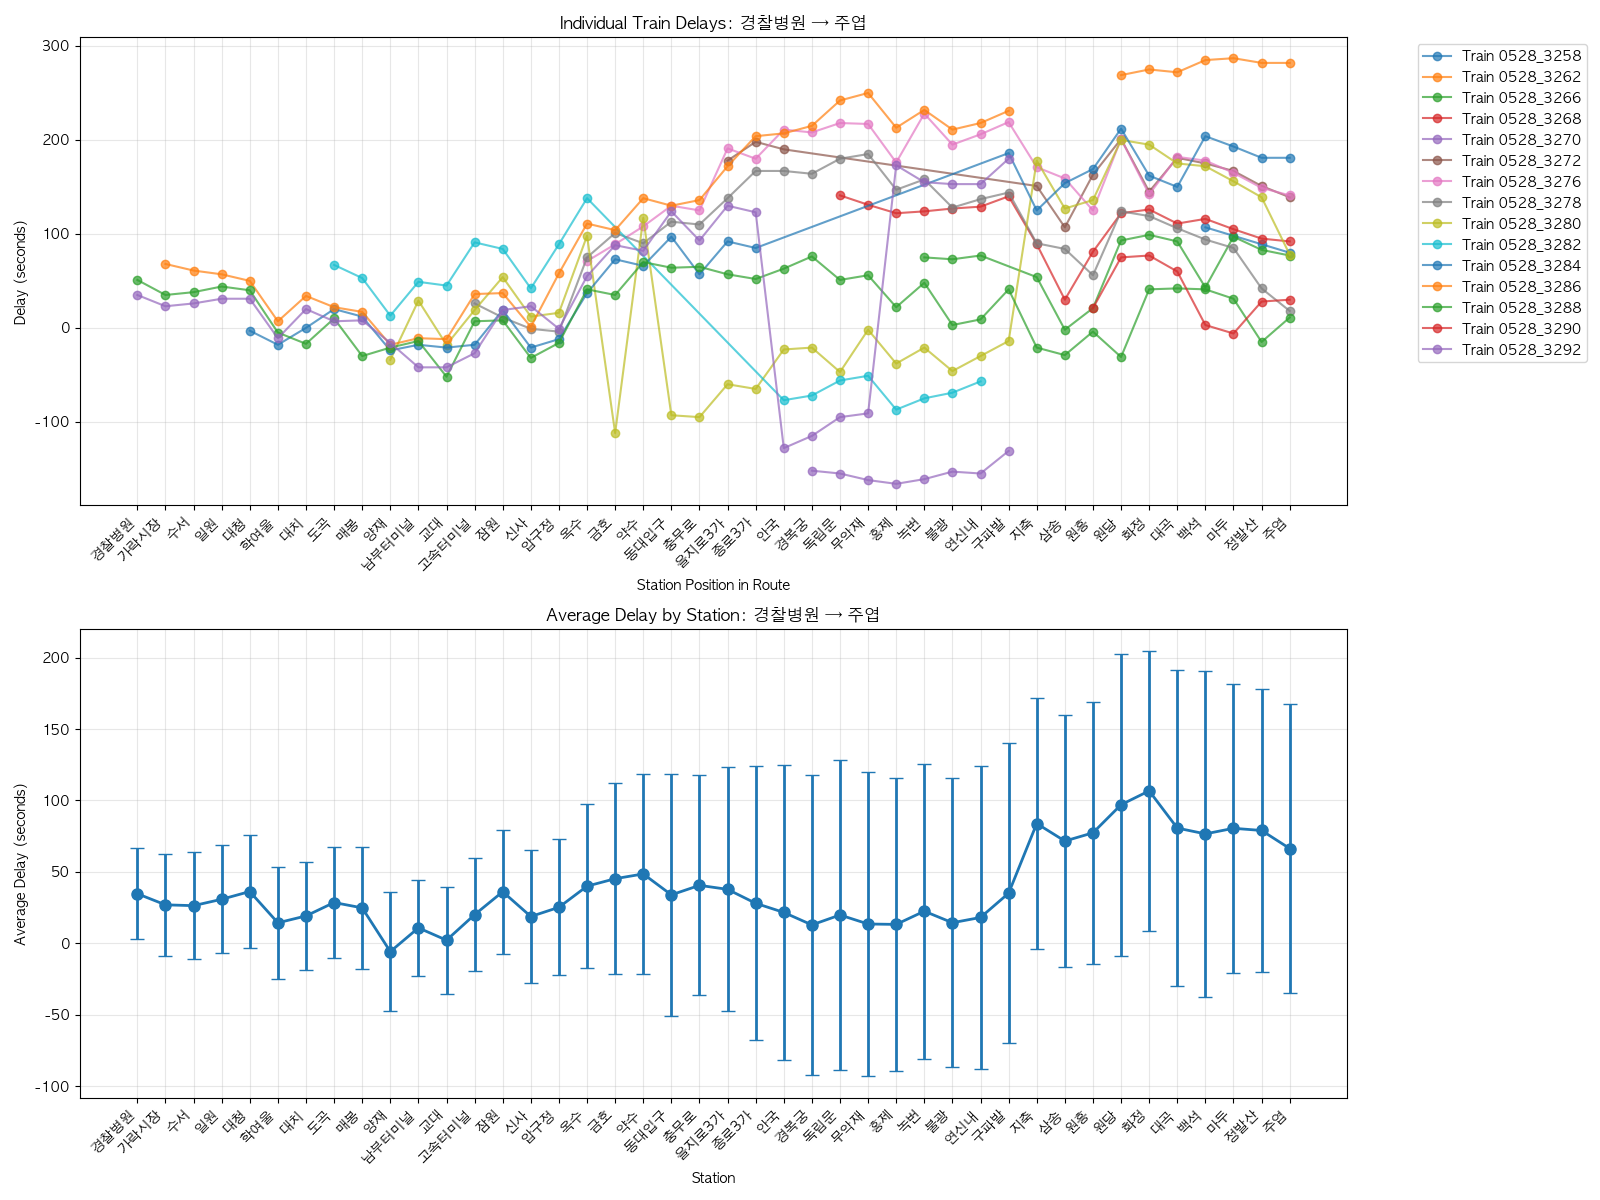 Individual Train Delays: 경찰병원 → 주엽
Delay (seconds)
300
200
100
0
-100
경찰병원
가락시장
수서
일원
대청
학여울
대치
도곡
매봉
양재
남부터미널
교대
고속터미널
잠원
신사
압구정
옥수
금호
약수
동대입구
충무로
을지로3가
종로3가
안국
경복궁
독립문
무악재
홍제
녹번
불광
연신내
구파발
지축
삼송
원흥
원당
화정
대곡
백석
마두
정발산
주엽
Station Position in Route
Train 0528_3258
Train 0528_3262
Train 0528_3266
Train 0528_3268
Train 0528_3270
Train 0528_3272
Train 0528_3276
Train 0528_3278
Train 0528_3280
Train 0528_3282
Train 0528_3284
Train 0528_3286
Train 0528_3288
Train 0528_3290
Train 0528_3292
Average Delay by Station: 경찰병원 → 주엽
Average Delay (seconds)
200
150
100
50
0
-50
-100
경찰병원
가락시장
수서
일원
대청
학여울
대치
도곡
매봉
양재
남부터미널
교대
고속터미널
잠원
신사
압구정
옥수
금호
약수
동대입구
충무로
을지로3가
종로3가
안국
경복궁
독립문
무악재
홍제
녹번
불광
연신내
구파발
지축
삼송
원흥
원당
화정
대곡
백석
마두
정발산
주엽
Station